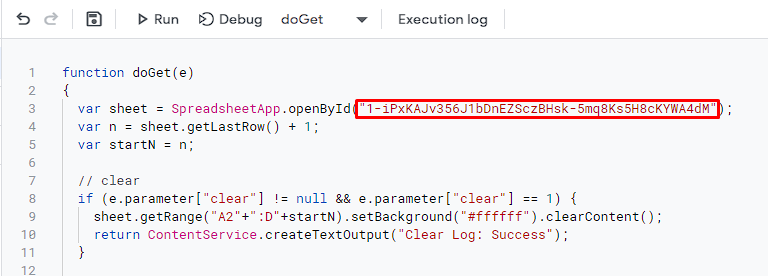 Run Debug doGet Execution log
1 function doGet(e)
2 {
3 var sheet = SpreadsheetApp.openById("1-iPxKAJv356J1bDnEZSczBHsk-5mq8Ks5H8cKYWA4dM");
4 var n = sheet.getLastRow() + 1;
5 var startN = n;
6
7 // clear
8 if (e.parameter["clear"] != null && e.parameter["clear"] == 1) {
9 sheet.getRange("A2"+":D"+startN).setBackground("#ffffff").clearContent();
10 return ContentService.createTextOutput("Clear Log: Success");
11 }
12